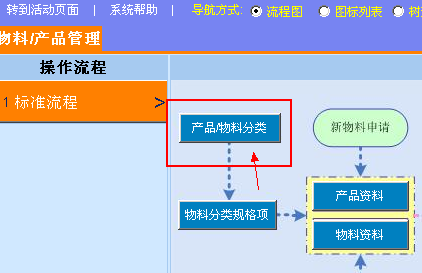 转到活动页面 | 系统帮助 | 导航方式: 流程图 图标列表 树
物料/产品管理
操作流程
1 标准流程 >
产品/物料分类
新物料申请
产品资料
物料分类规格项
物料资料